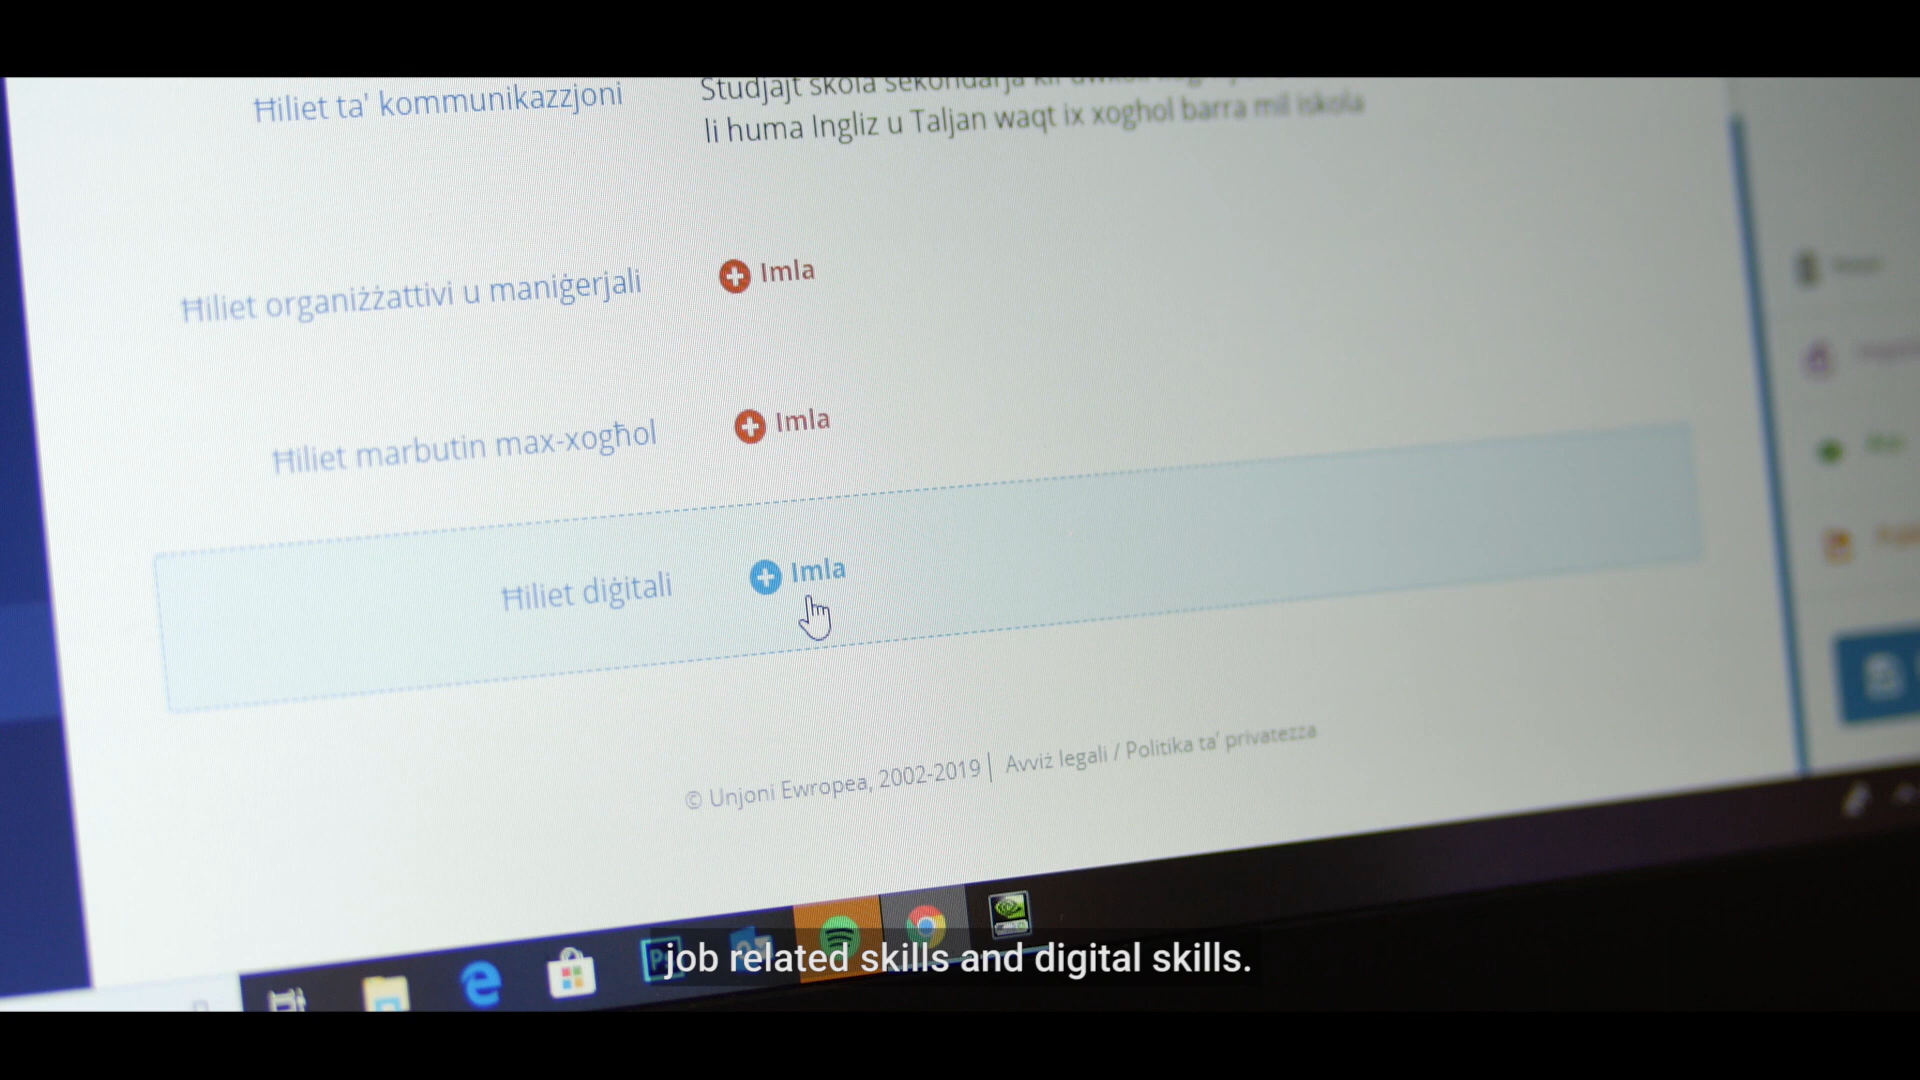 Studjajt skola sekondarja
Ħiliet ta' kommunikazzjoni
li huma Ingliz u Taljan waqt ix xoghol barra mil iskola
Ħiliet organiżżattivi u maniġerjali
Imla
Ħiliet marbutin max-xogħol
Imla
Ħiliet diġitali
Imla
© Unjoni Ewropea, 2002-2019 | Avviż legali / Politika ta' privatezza
job related skills and digital skills.